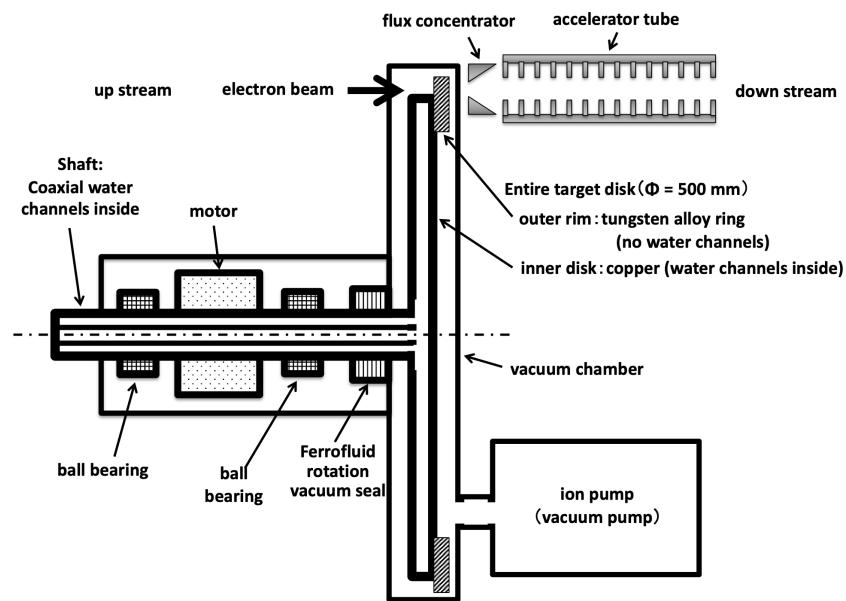 flux concentrator
accelerator tube
up stream
electron beam
down stream
Shaft:
Coaxial water
channels inside
motor
Entire target disk（Φ = 500 mm）
outer rim：tungsten alloy ring
(no water channels)
inner disk：copper (water channels inside)
vacuum chamber
ball bearing
ball
bearing
Ferrofluid
rotation
vacuum seal
ion pump
（vacuum pump）